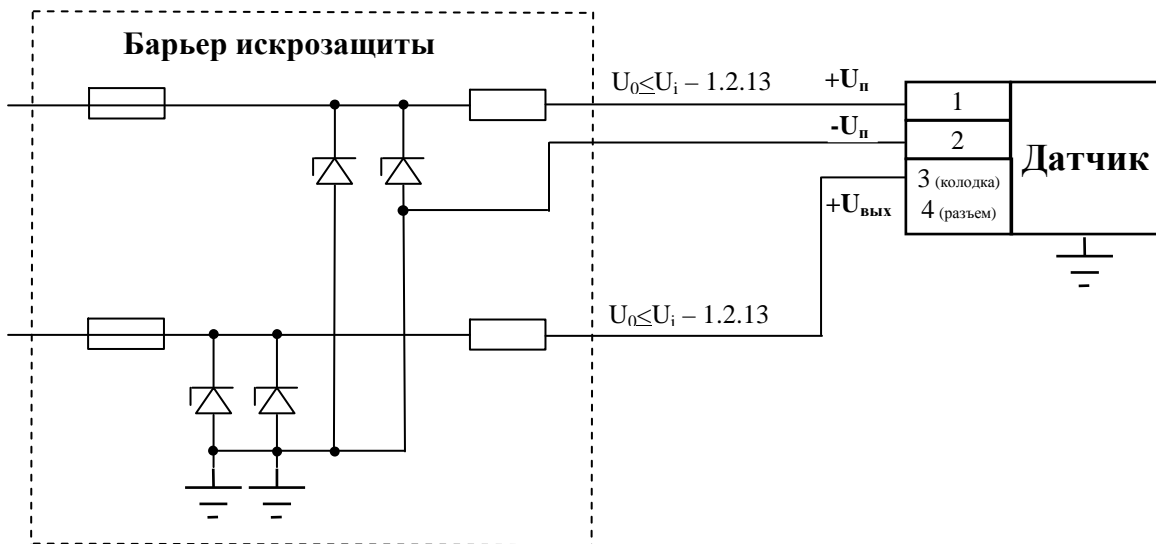 Барьер искрозащиты
U₀≤Uᵢ – 1.2.13
+Uп
1
-Uп
2
Датчик
3 (колодка)
+Uвых
4 (разъем)
U₀≤Uᵢ – 1.2.13